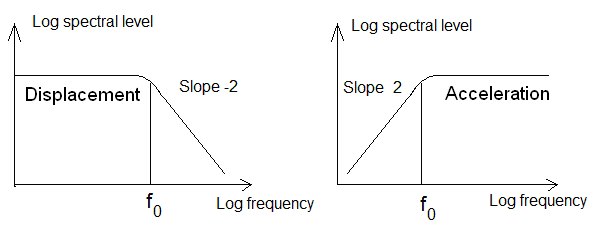 Log spectral level
Displacement
Slope -2
f0
Log frequency
Log spectral level
Slope 2
Acceleration
f0
Log frequency